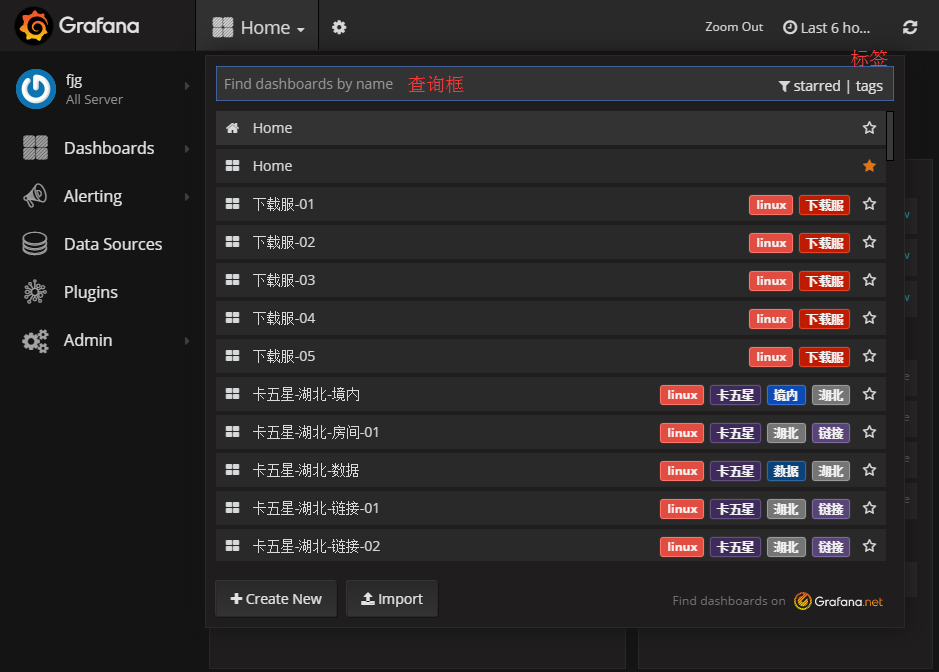 Grafana
Home
Zoom Out
Last 6 ho...
标签
fjg
All Server
Dashboards
Alerting
Data Sources
Plugins
Admin
Find dashboards by name 查询框
starred | tags
Home
Home
下载服-01 linux 下载服
下载服-02 linux 下载服
下载服-03 linux 下载服
下载服-04 linux 下载服
下载服-05 linux 下载服
卡五星-湖北-境内 linux 卡五星 境内 湖北
卡五星-湖北-房间-01 linux 卡五星 湖北 链接
卡五星-湖北-数据 linux 卡五星 数据 湖北
卡五星-湖北-链接-01 linux 卡五星 湖北 链接
卡五星-湖北-链接-02 linux 卡五星 湖北 链接
Create New
Import
Find dashboards on Grafana.net